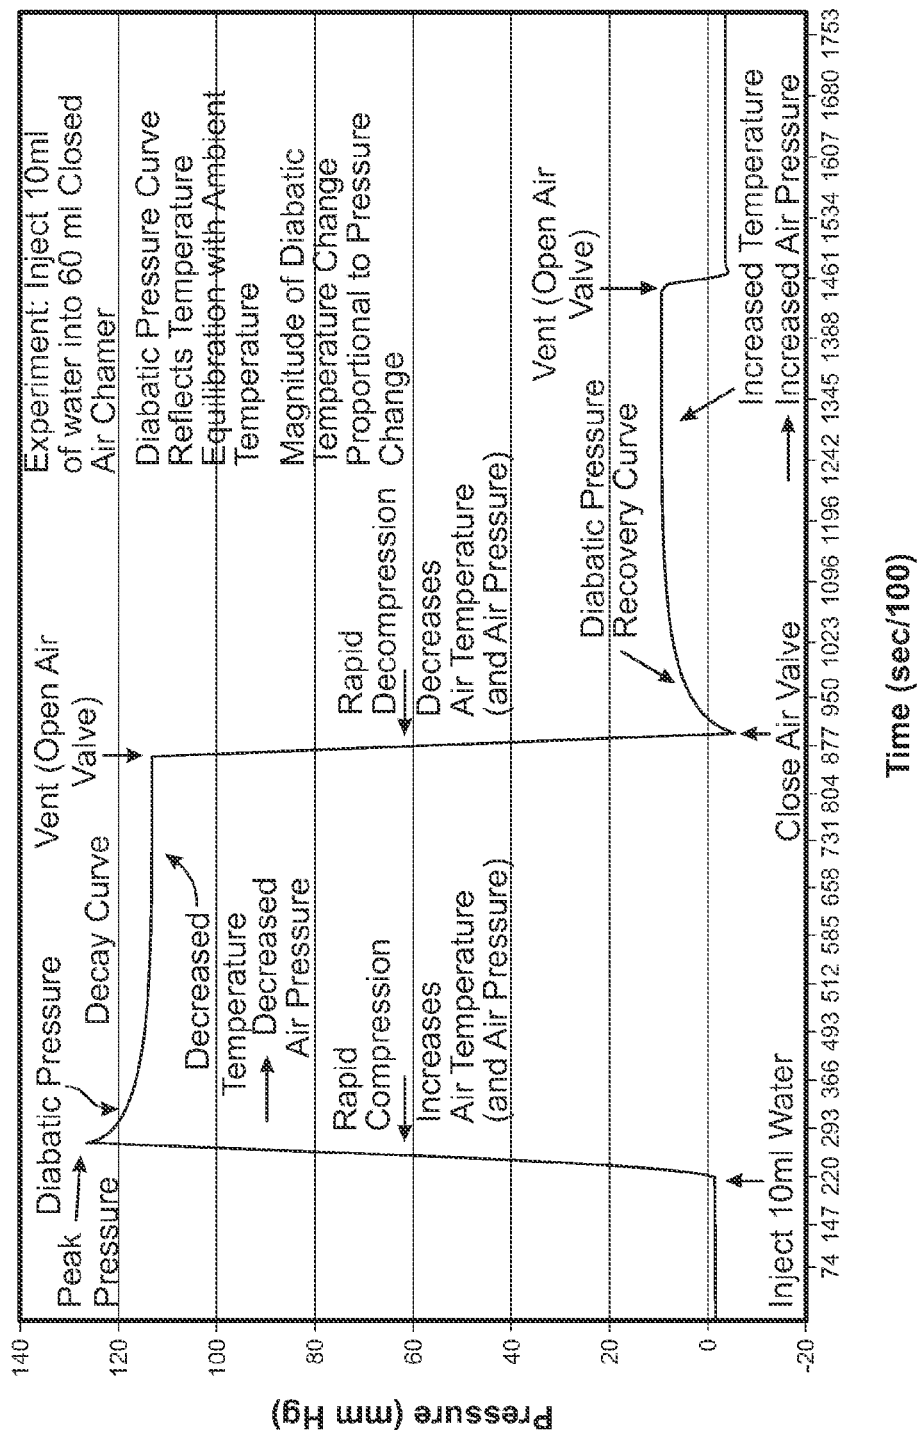 Experiment: Inject 10ml
of water into 60 ml Closed
Air Chamer
Diabatic Pressure Curve
Reflects Temperature
Equilibration with Ambient
Temperature
Magnitude of Diabatic
Temperature Change
Proportional to Pressure
Change
Peak
Pressure
Diabatic Pressure
Decay Curve
Vent (Open Air
Valve)
Decreased
Temperature
Decreased
Air Pressure
Rapid
Compression
Increases
Air Temperature
(and Air Pressure)
Rapid
Decompression
Decreases
Air Temperature
(and Air Pressure)
Diabatic Pressure
Recovery Curve
Vent (Open Air
Valve)
Increased Temperature
Increased Air Pressure
Inject 10ml Water
Close Air Valve
140
120
100
80
60
40
20
0
-20
Pressure (mm Hg)
74 147 220 293 366 493 512 585 658 731 804 877 950 1023 1096 1196 1242 1345 1388 1461 1534 1607 1680 1753
Time (sec/100)